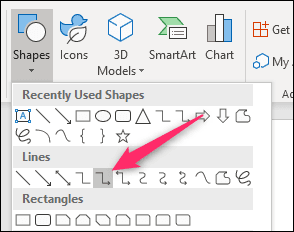 Shapes Icons 3D Models SmartArt Chart Get
My
Recently Used Shapes
A
Lines
Rectangles